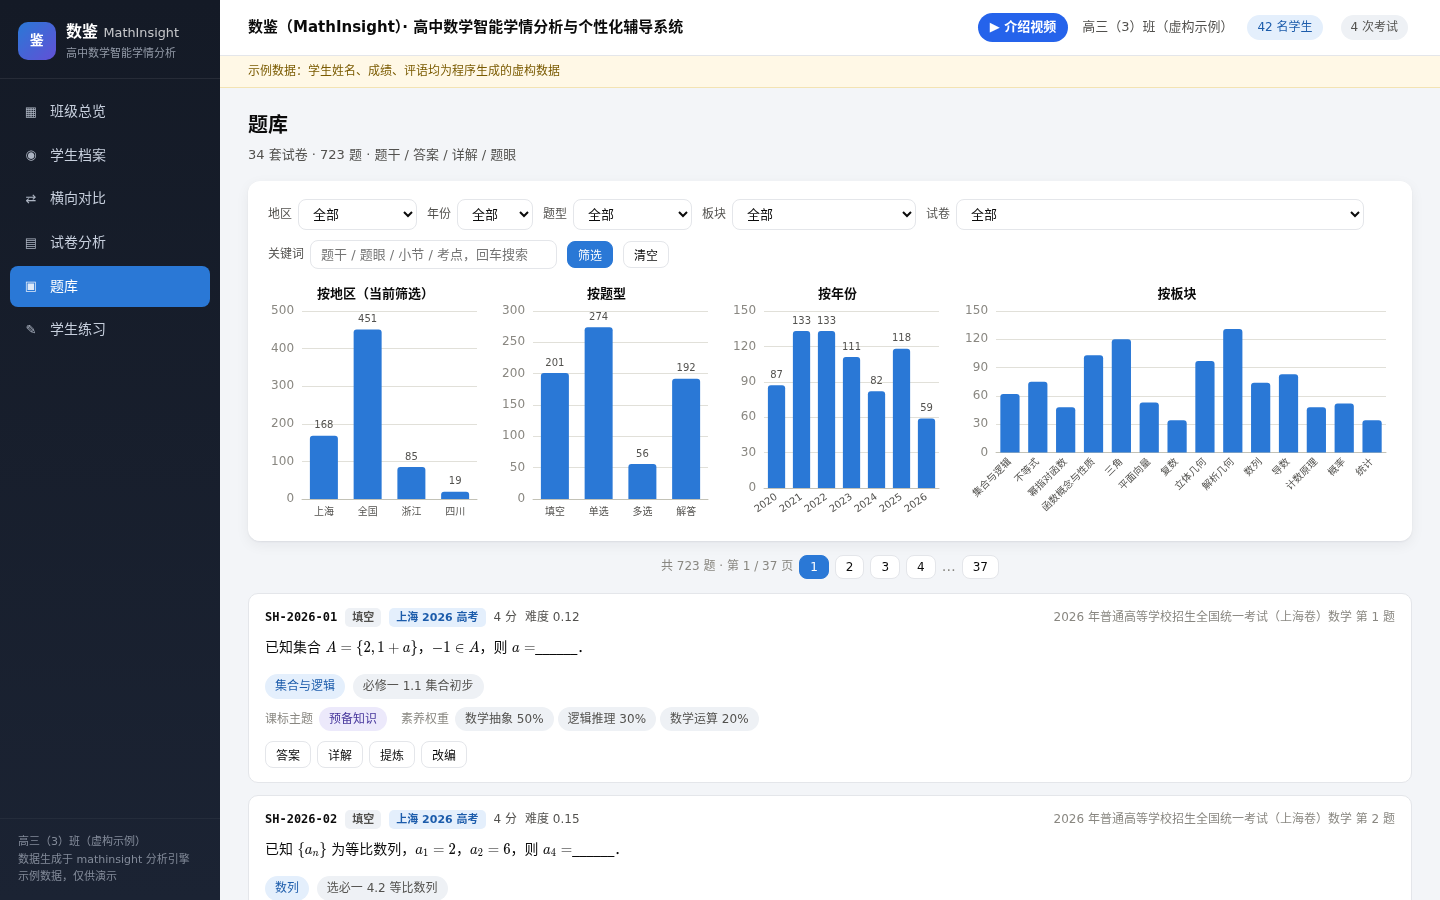 鉴
数鉴 MathInsight
高中数学智能学情分析
▦ 班级总览
◉ 学生档案
⇄ 横向对比
▤ 试卷分析
▣ 题库
✎ 学生练习
高三（3）班（虚构示例）
数据生成于 mathinsight 分析引擎
示例数据，仅供演示
数鉴（MathInsight）· 高中数学智能学情分析与个性化辅导系统
▶ 介绍视频
高三（3）班（虚构示例）
42 名学生
4 次考试
示例数据：学生姓名、成绩、评语均为程序生成的虚构数据
题库
34 套试卷 · 723 题 · 题干 / 答案 / 详解 / 题眼
地区 全部 年份 全部 题型 全部 板块 全部 试卷 全部
关键词 题干 / 题眼 / 小节 / 考点，回车搜索 筛选 清空
按地区（当前筛选）
500
400
300
200
100
0
168
451
85
19
上海 全国 浙江 四川
按题型
300
250
200
150
100
50
0
201
274
56
192
填空 单选 多选 解答
按年份
150
120
90
60
30
0
87
133
133
111
82
118
59
2020 2021 2022 2023 2024 2025 2026
按板块
150
120
90
60
30
0
集合与逻辑 不等式 幂指对函数 函数概念与性质 三角 平面向量 复数 立体几何 解析几何 数列 导数 计数原理 概率 统计
共 723 题 · 第 1 / 37 页 1 2 3 4 … 37
SH-2026-01 填空 上海 2026 高考 4 分 难度 0.12
2026 年普通高等学校招生全国统一考试（上海卷）数学 第 1 题
已知集合 A = {2, 1 + a}，−1 ∈ A，则 a =______．
集合与逻辑 必修一 1.1 集合初步
课标主题 预备知识 素养权重 数学抽象 50% 逻辑推理 30% 数学运算 20%
答案 详解 提炼 改编
SH-2026-02 填空 上海 2026 高考 4 分 难度 0.15
2026 年普通高等学校招生全国统一考试（上海卷）数学 第 2 题
已知 {aₙ} 为等比数列，a₁ = 2，a₂ = 6，则 a₄ =______．
数列 选必一 4.2 等比数列